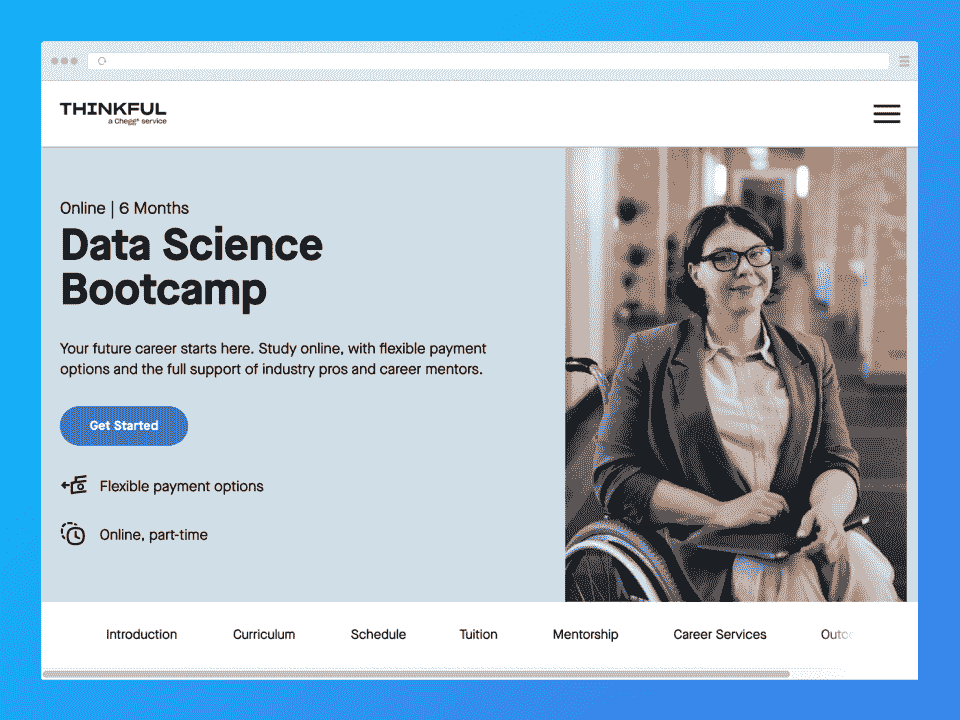 THINKFUL
a Chegg® service
Online | 6 Months
Data Science
Bootcamp
Your future career starts here. Study online, with flexible payment
options and the full support of industry pros and career mentors.
Get Started
Flexible payment options
Online, part-time
Introduction Curriculum Schedule Tuition Mentorship Career Services Outc